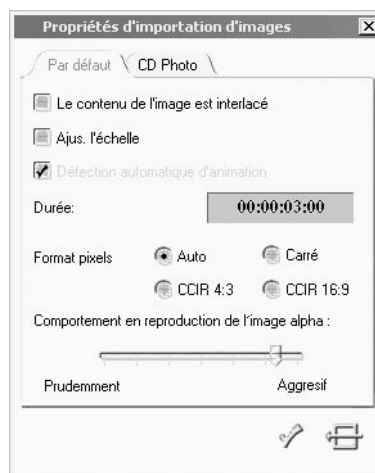 Propriétés d'importation d'images
Par défaut CD Photo
Le contenu de l'image est interlacé
Ajus. l'échelle
Détection automatique d'animation
Durée: 00:00:03:00
Format pixels Auto Carré
CCIR 4:3 CCIR 16:9
Comportement en reproduction de l'image alpha :
Prudemment Aggresif